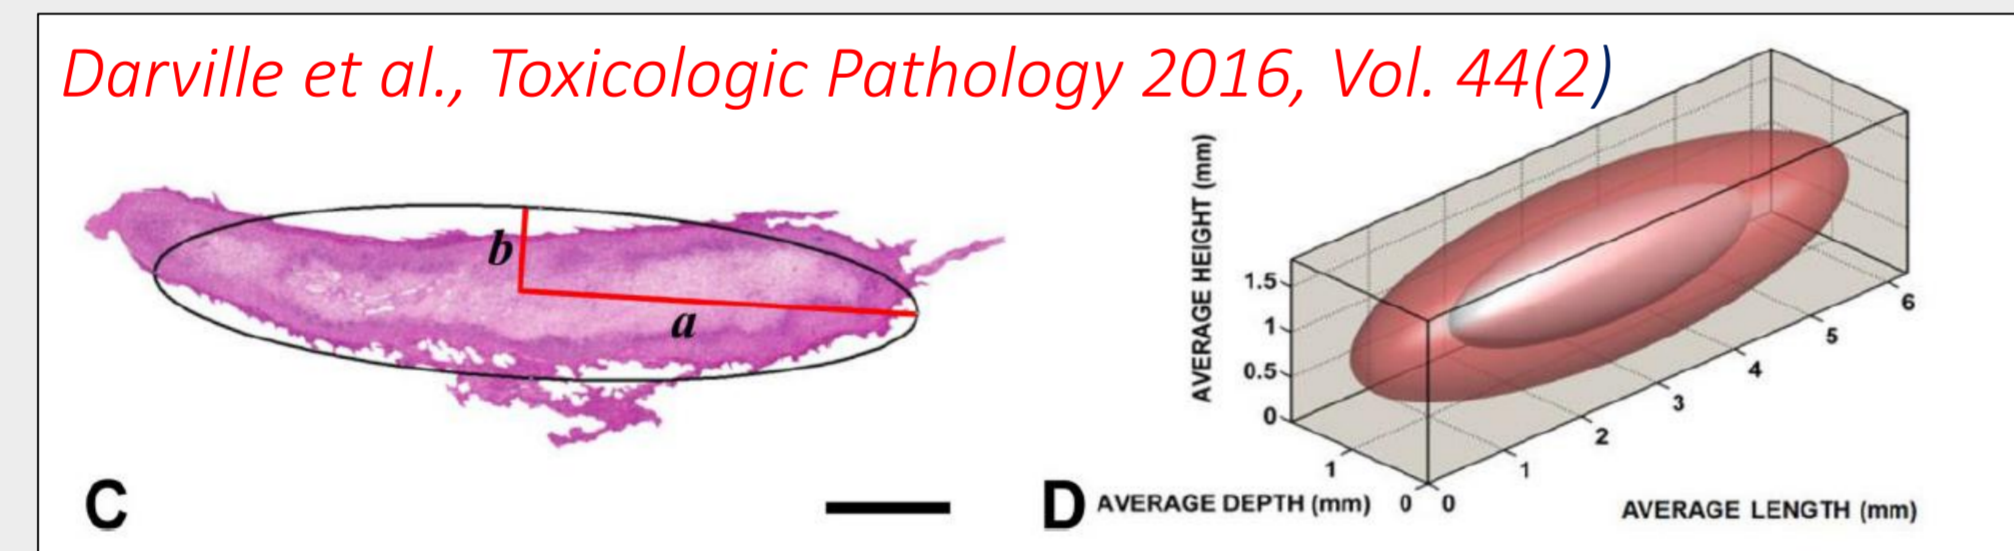 Darville et al., Toxicologic Pathology 2016, Vol. 44(2)
b
a
C
AVERAGE HEIGHT (mm)
1.5
1
0.5
0
1
0
AVERAGE DEPTH (mm)
0
1
2
3
4
5
6
AVERAGE LENGTH (mm)
D